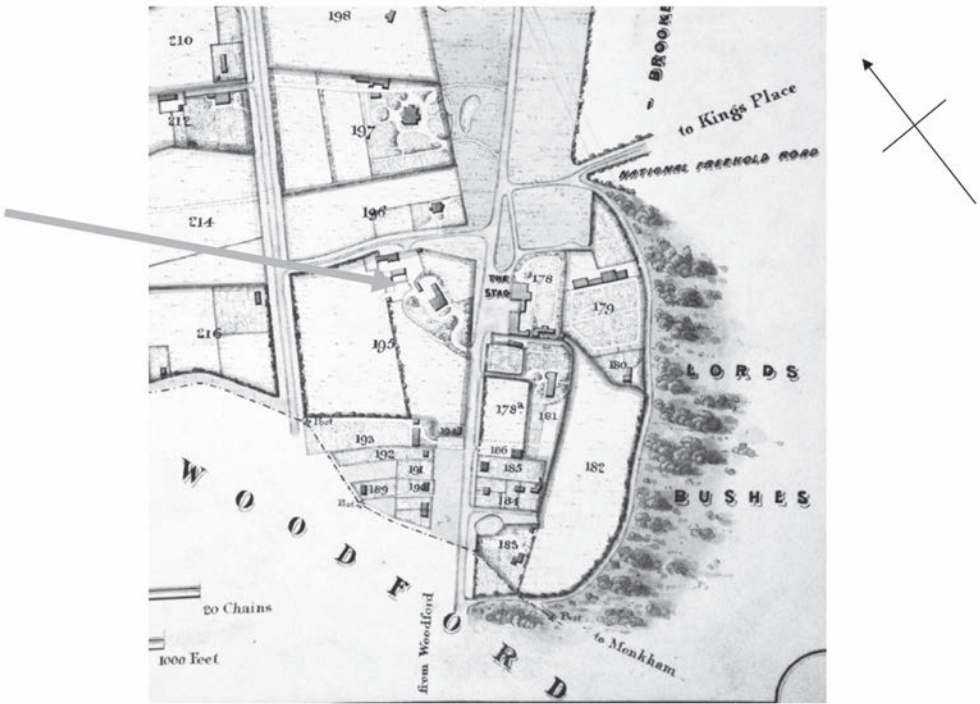 198
210
BROOKE
to Kings Place
212
197
NATIONAL FREEHOLD ROAD
214
196
THE STAG
178
179
216
195
180
LORDS
178a
181
193
192
186
182
191
185
BUSHES
189
184
Post
183
WOODFORD
20 Chains
from Woodford
Post
to Monkham
1000 Feet